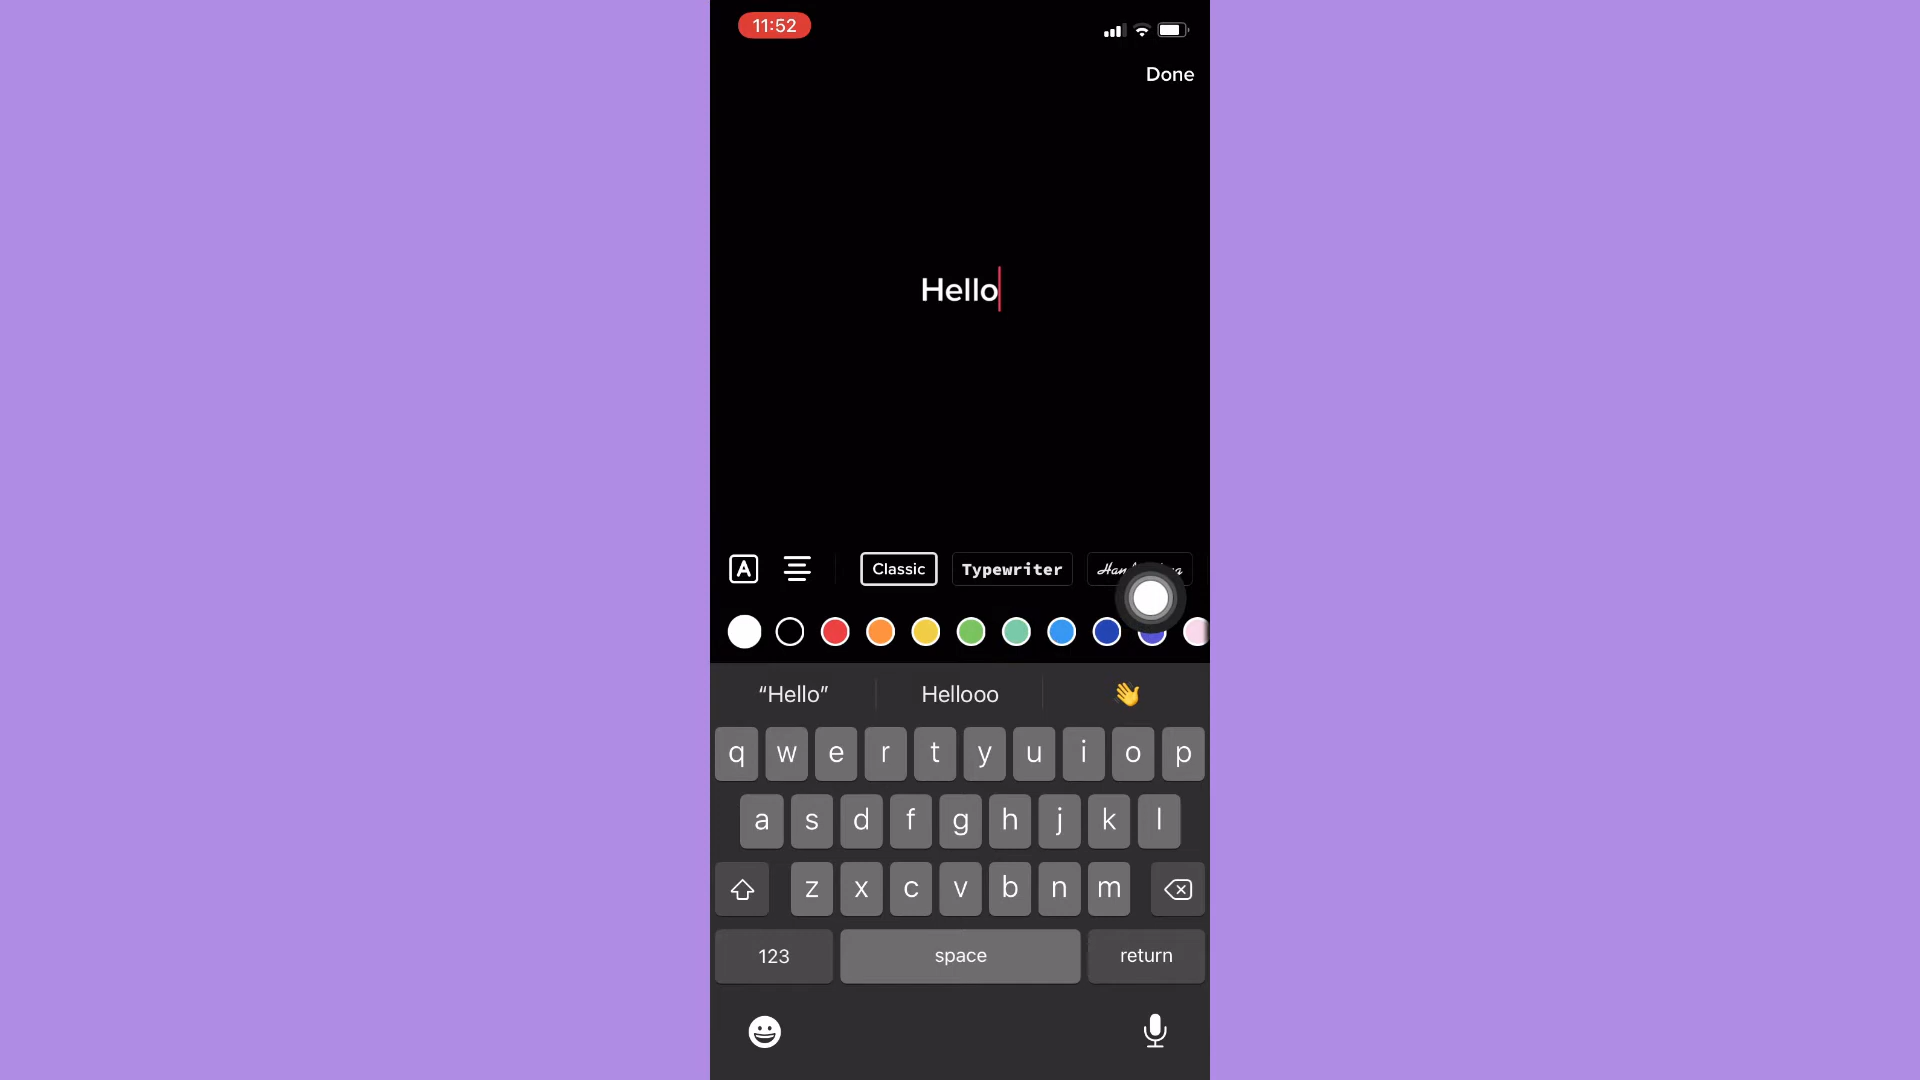 11:52
Done
Hello
A
Classic Typewriter
“Hello” Hellooo
q w e r t y u i o p
a s d f g h j k l
z x c v b n m
123 space return